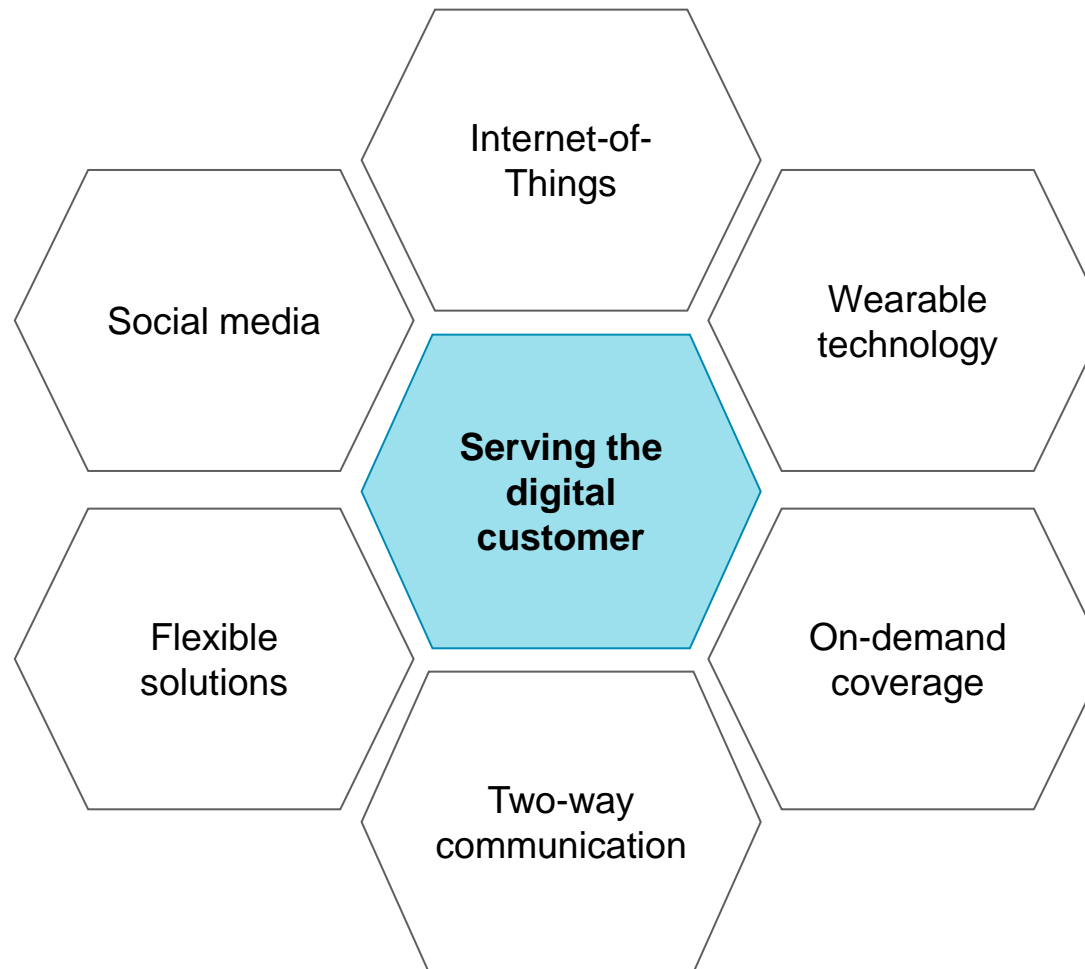 Internet-of-
Things
Wearable
technology
Social media
Serving the
digital
customer
Flexible
solutions
On-demand
coverage
Two-way
communication